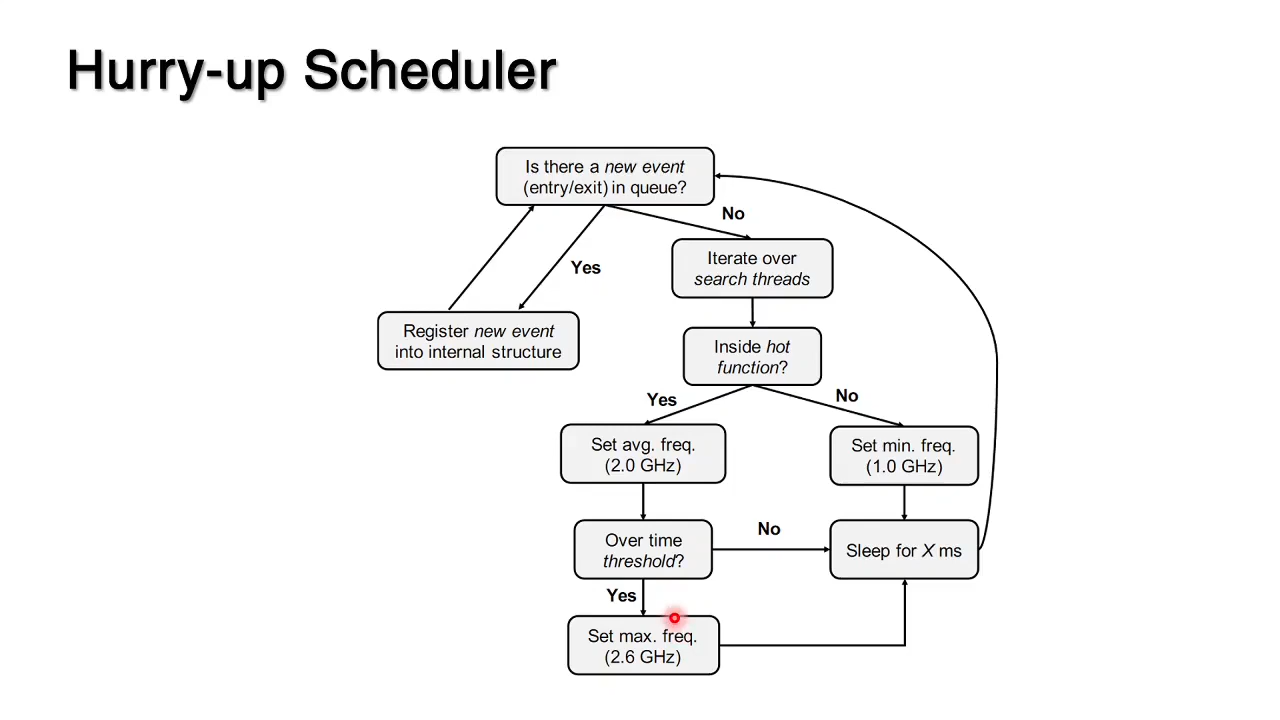 Hurry-up Scheduler
Is there a new event
(entry/exit) in queue?
No
Yes
Iterate over
search threads
Register new event
into internal structure
Inside hot
function?
Yes
No
Set avg. freq.
(2.0 GHz)
Set min. freq.
(1.0 GHz)
Over time
threshold?
No
Sleep for X ms
Yes
Set max. freq.
(2.6 GHz)